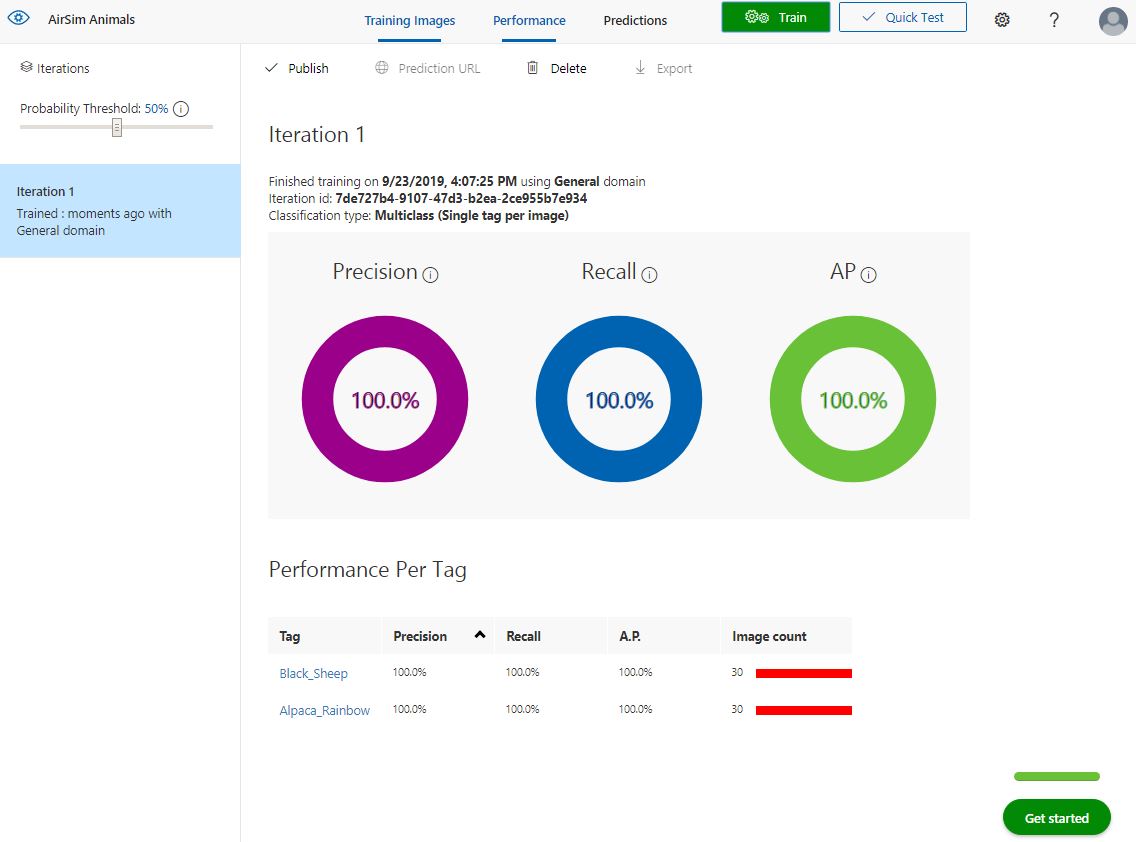 AirSim Animals
Training Images
Performance
Predictions
Train
Quick Test
?
Iterations
Probability Threshold: 50%
Iteration 1
Trained : moments ago with
General domain
Publish
Prediction URL
Delete
Export
Iteration 1
Finished training on 9/23/2019, 4:07:25 PM using General domain
Iteration id: 7de727b4-9107-47d3-b2ea-2ce955b7e934
Classification type: Multiclass (Single tag per image)
Precision
Recall
AP
100.0%
100.0%
100.0%
Performance Per Tag
Tag Precision Recall A.P. Image count
Black_Sheep 100.0% 100.0% 100.0% 30
Alpaca_Rainbow 100.0% 100.0% 100.0% 30
Get started